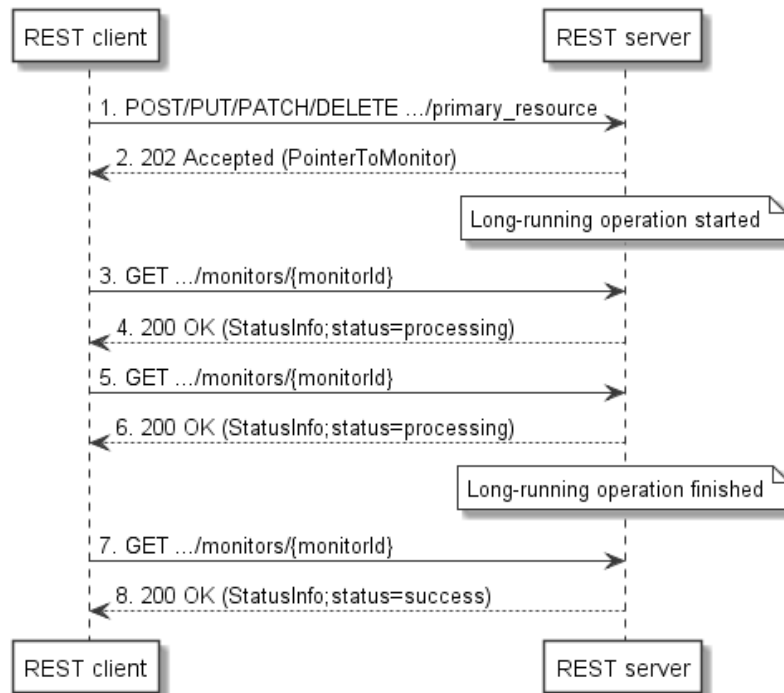 REST client
REST server
1. POST/PUT/PATCH/DELETE .../primary_resource
2. 202 Accepted (PointerToMonitor)
Long-running operation started
3. GET .../monitors/{monitorId}
4. 200 OK (StatusInfo;status=processing)
5. GET .../monitors/{monitorId}
6. 200 OK (StatusInfo;status=processing)
Long-running operation finished
7. GET .../monitors/{monitorId}
8. 200 OK (StatusInfo;status=success)
REST client
REST server